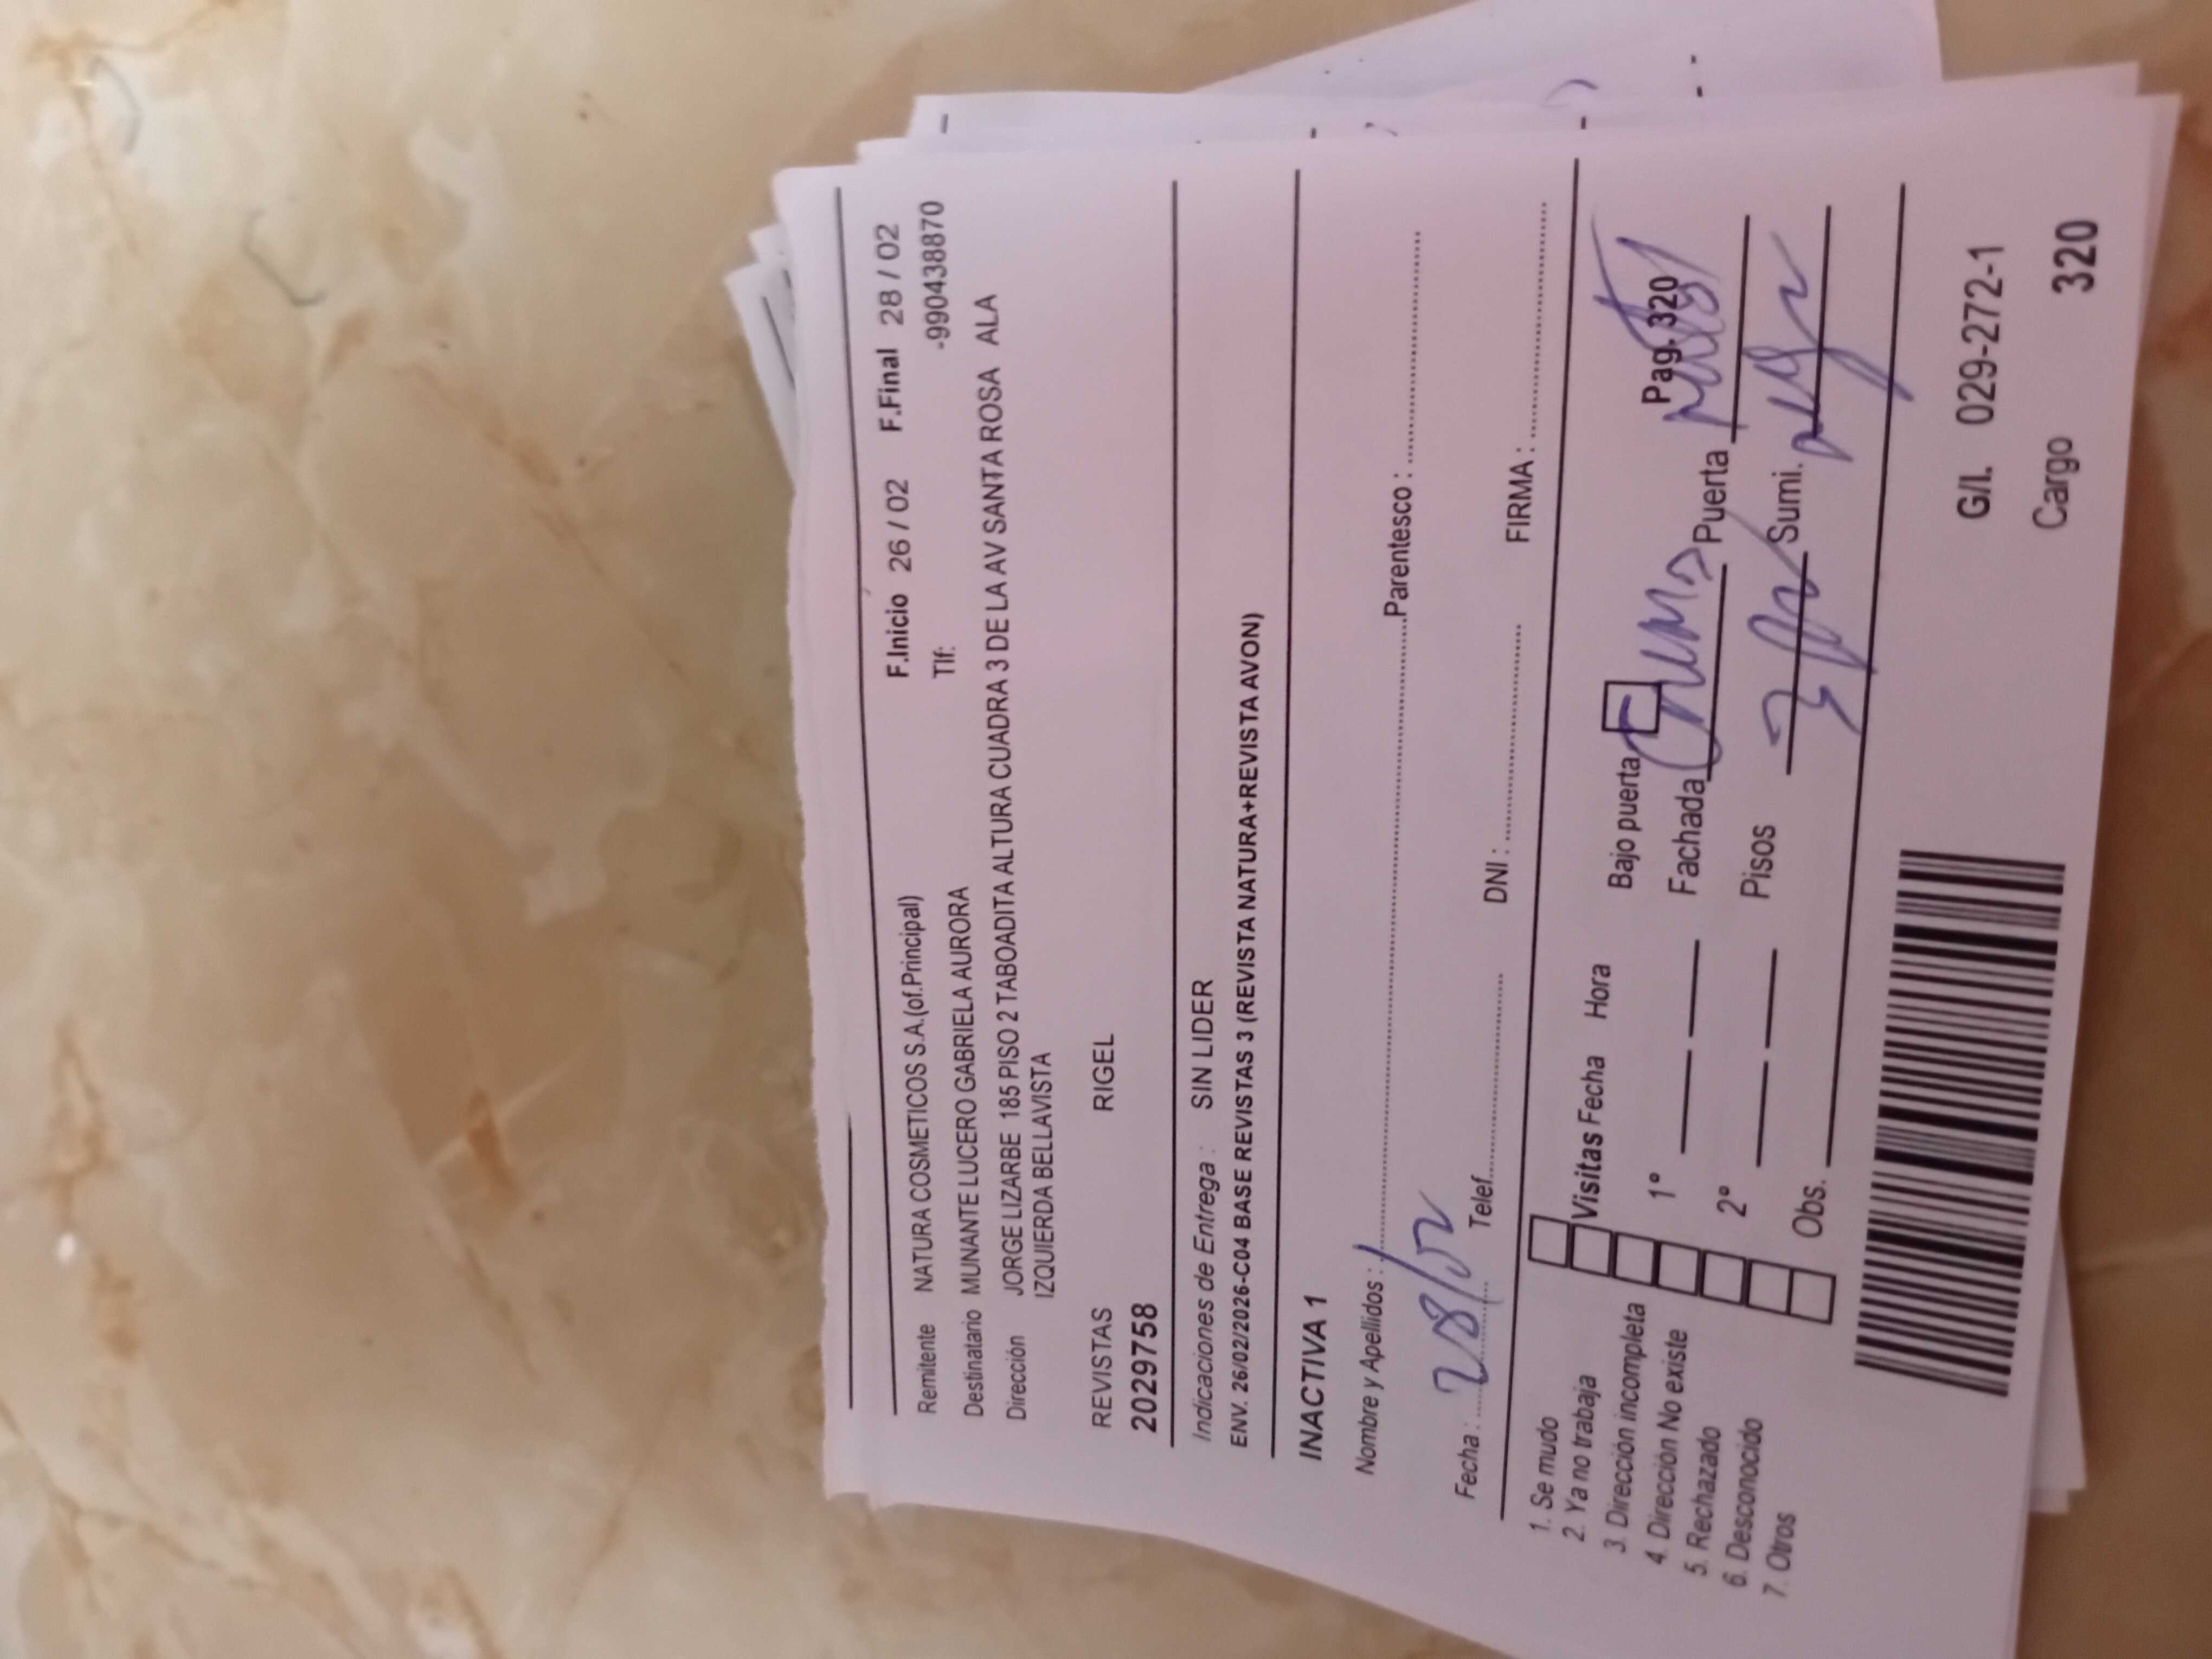 F.Inicio 26 / 02 F.Final 28 / 02
Remitente NATURA COSMETICOS S.A.(of.Principal) Tlf: -990438870
Destinatario MUNANTE LUCERO GABRIELA AURORA
Dirección JORGE LIZARBE 185 PISO 2 TABOADITA ALTURA CUADRA 3 DE LA AV SANTA ROSA ALA
IZQUIERDA BELLAVISTA
REVISTAS RIGEL
2029758
Indicaciones de Entrega : SIN LIDER
ENV. 26/02/2026-C04 BASE REVISTAS 3 (REVISTA NATURA+REVISTA AVON)
INACTIVA 1
Nombre y Apellidos : Parentesco :
Fecha : 28/02 Telef. DNI : FIRMA :
1. Se mudo
2. Ya no trabaja
3. Dirección incompleta
4. Dirección No existe
5. Rechazado
6. Desconocido
7. Otros
Visitas Fecha Hora
1°
2°
Obs.
Bajo puerta Pag. 320
Fachada Puerta
Pisos Sumi.
G/I. 029-272-1
Cargo 320